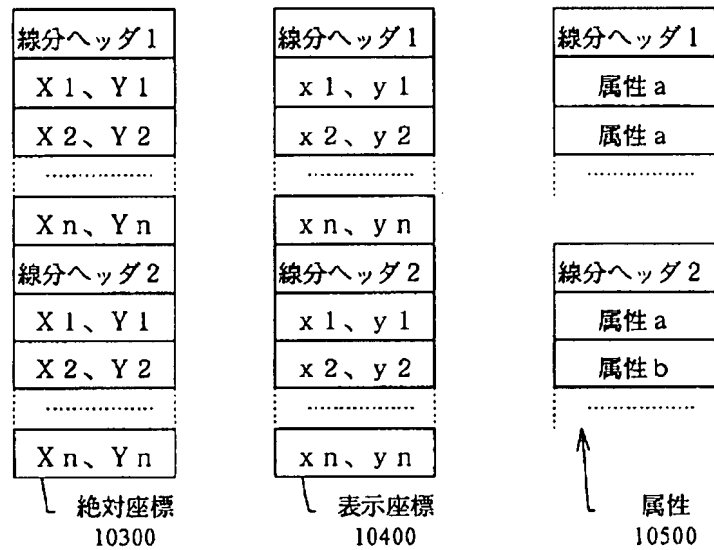 線分ヘッダ1 線分ヘッダ1 線分ヘッダ1
X1、Y1 x1、y1 属性a
X2、Y2 x2、y2 属性a
………… ………… …………
Xn、Yn xn、yn
線分ヘッダ2 線分ヘッダ2 線分ヘッダ2
X1、Y1 x1、y1 属性a
X2、Y2 x2、y2 属性b
………… ………… …………
Xn、Yn xn、yn
絶対座標 表示座標 属性
10300 10400 10500